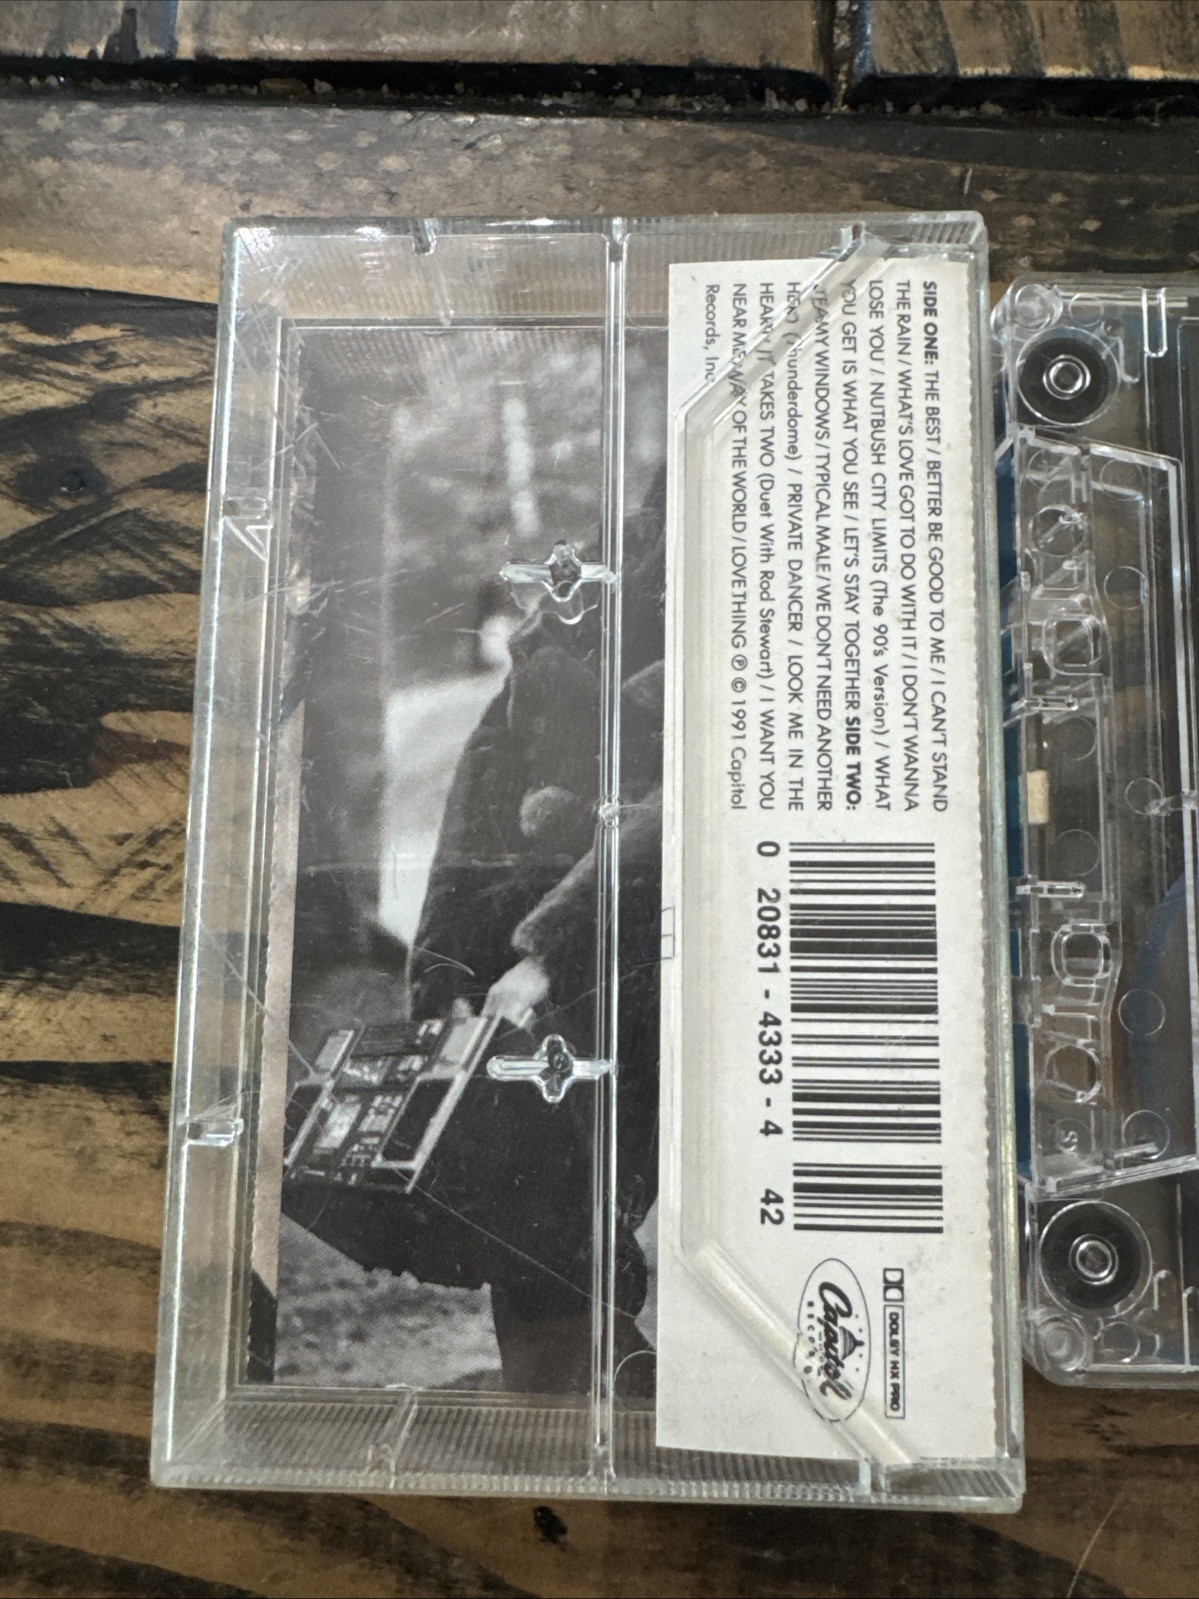 SIDE ONE: THE BEST / BETTER BE GOOD TO ME / I CAN'T STAND
THE RAIN / WHAT'S LOVE GOT TO DO WITH IT / I DON'T WANNA
LOSE YOU / NUTBUSH CITY LIMITS (The 90's Version) / WHAT
YOU GET IS WHAT YOU SEE / LET'S STAY TOGETHER SIDE TWO:
STEAMY WINDOWS / TYPICAL MALE / WE DON'T NEED ANOTHER
HERO (Thunderdome) / PRIVATE DANCER / LOOK ME IN THE
HEART / IT TAKES TWO (Duet With Rod Stewart) / I WANT YOU
NEAR ME / WAY OF THE WORLD / LOVE THING ℗ © 1991 Capitol
Records, Inc.
0 20831 - 4333 - 4 42
DOLBY HX PRO
Capitol
RECORDS